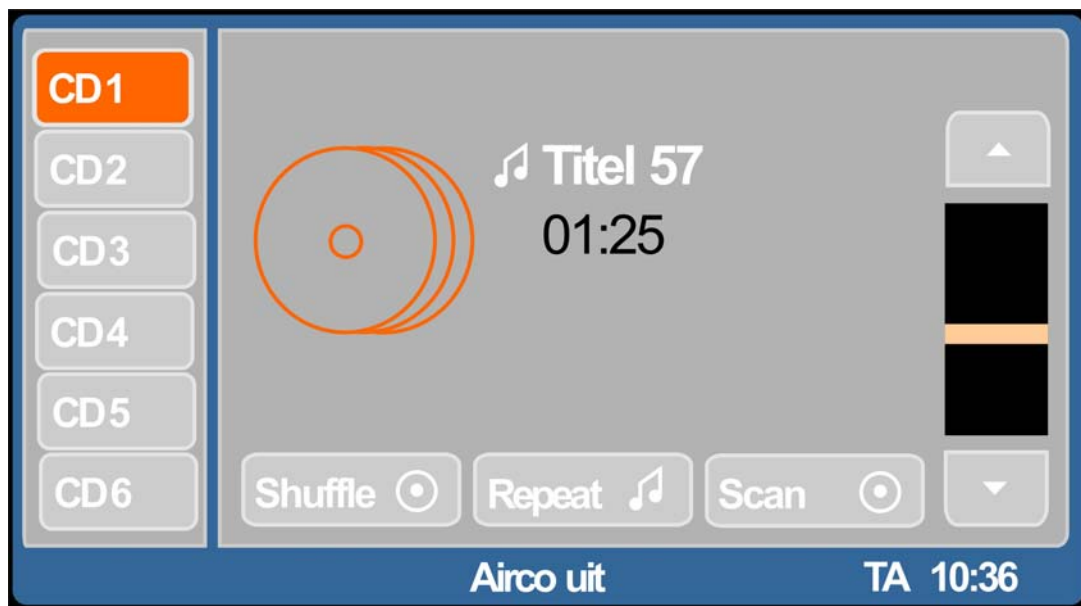 CD1
CD2
CD3
CD4
CD5
CD6
Titel 57
01:25
Shuffle Repeat Scan
Airco uit TA 10:36